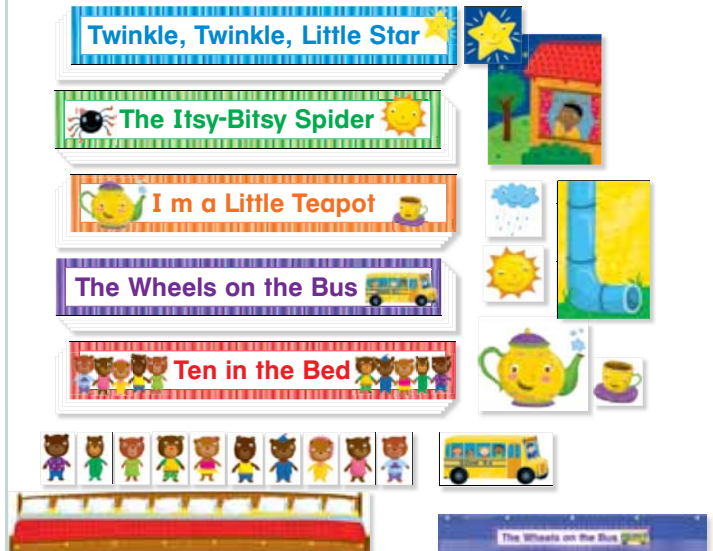 Twinkle, Twinkle, Little Star
The Itsy-Bitsy Spider
I m a Little Teapot
The Wheels on the Bus
Ten in the Bed
The Wheels on the Bus